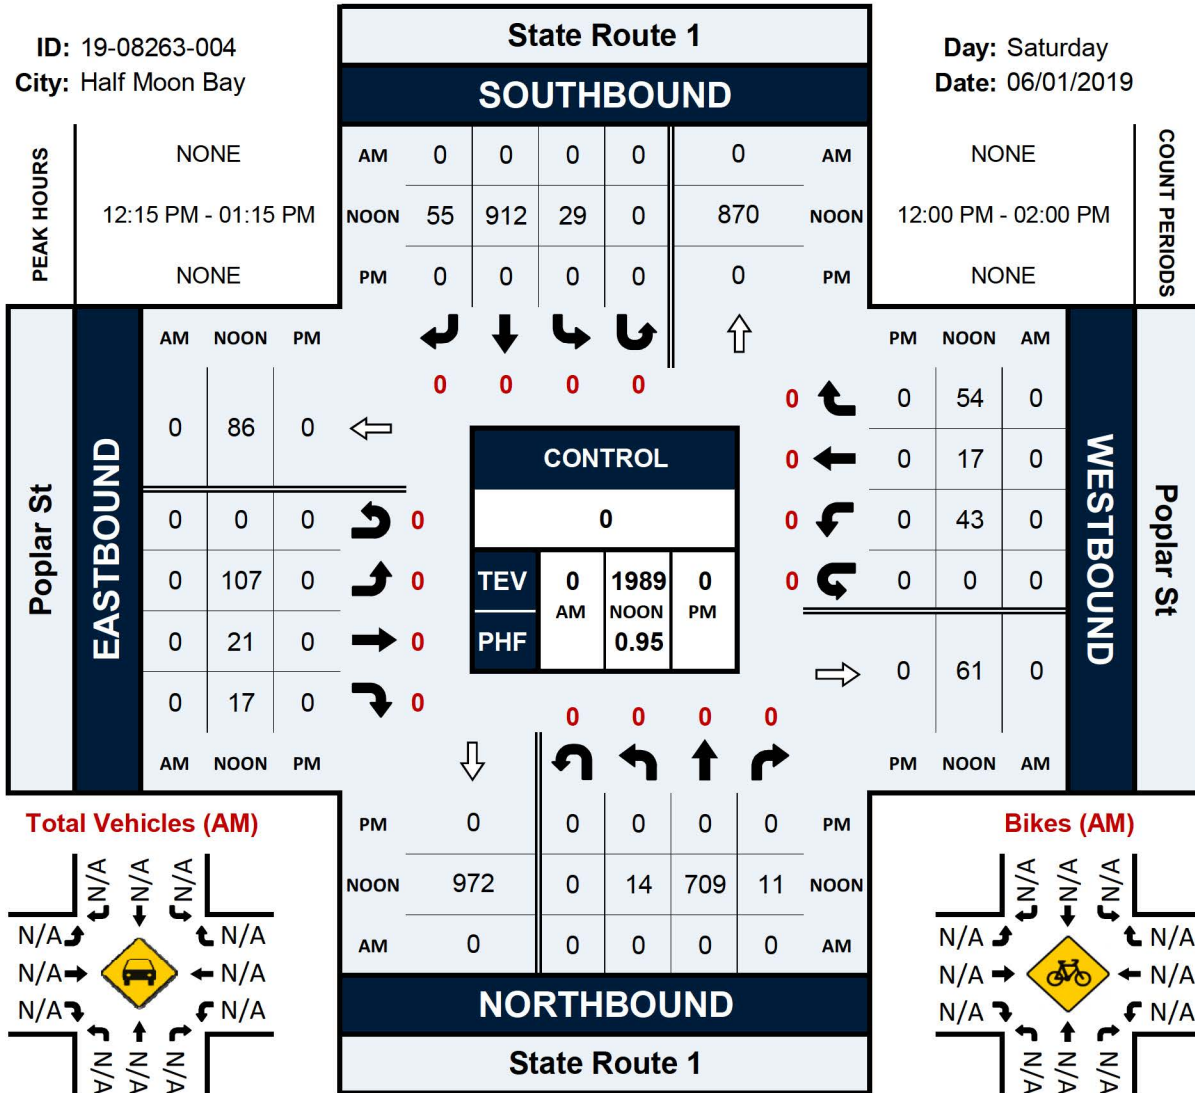 State Route 1
ID: 19-08263-004
City: Half Moon Bay
Day: Saturday
Date: 06/01/2019
SOUTHBOUND
PEAK HOURS
NONE
12:15 PM - 01:15 PM
NONE
AM 0 0 0 0 0 AM
NOON 55 912 29 0 870 NOON
PM 0 0 0 0 0 PM
NONE
12:00 PM - 02:00 PM
NONE
COUNT PERIODS
0 0 0 0
Poplar St
EASTBOUND
AM NOON PM
0 86 0
0 0 0 0
0 107 0 0
0 21 0 0
0 17 0 0
AM NOON PM
CONTROL
0
TEV 0 1989 0
AM NOON PM
PHF 0.95
PM NOON AM
0 0 54 0
0 0 17 0
0 0 43 0
0 0 0 0
0 61 0
PM NOON AM
WESTBOUND
Poplar St
0 0 0 0
PM 0 0 0 0 0 PM
NOON 972 0 14 709 11 NOON
AM 0 0 0 0 0 AM
NORTHBOUND
State Route 1
Total Vehicles (AM)
N/A N/A N/A
N/A N/A
N/A N/A
N/A N/A
N/A N/A N/A
Bikes (AM)
N/A N/A N/A
N/A N/A
N/A N/A
N/A N/A
N/A N/A N/A